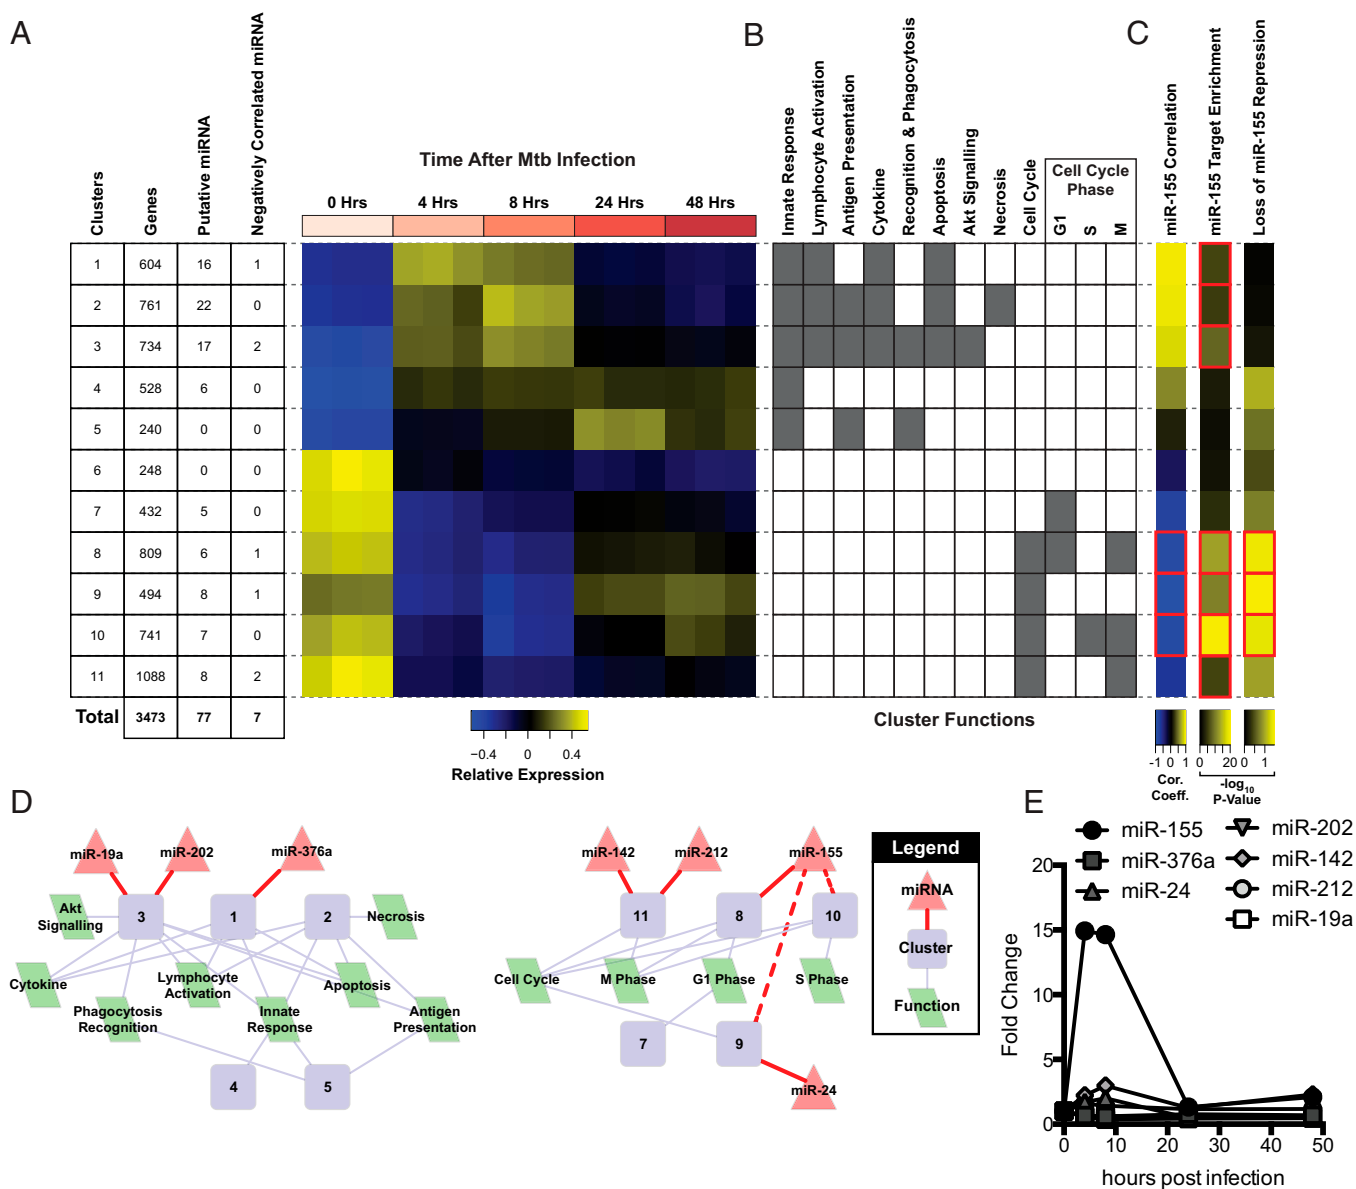 A
B
C
Clusters
Genes
Putative miRNA
Negatively Correlated miRNA
Time After Mtb Infection
0 Hrs 4 Hrs 8 Hrs 24 Hrs 48 Hrs
Innate Response
Lymphocyte Activation
Antigen Presentation
Cytokine
Recognition & Phagocytosis
Apoptosis
Akt Signalling
Necrosis
Cell Cycle
Cell Cycle
Phase
G1
S
M
miR-155 Correlation
miR-155 Target Enrichment
Loss of miR-155 Repression
1 604 16 1
2 761 22 0
3 734 17 2
4 528 6 0
5 240 0 0
6 248 0 0
7 432 5 0
8 809 6 1
9 494 8 1
10 741 7 0
11 1088 8 2
Total 3473 77 7
−0.4 0 0.4
Relative Expression
Cluster Functions
-1 0 1
Cor.
Coeff.
0 20
0 1
-log10
P-Value
D
miR-19a
miR-202
miR-376a
Akt
Signalling
3
1
2
Necrosis
Cytokine
Lymphocyte
Activation
Apoptosis
Phagocytosis
Recognition
Innate
Response
Antigen
Presentation
4
5
miR-142
miR-212
miR-155
11
8
10
Cell Cycle
M Phase
G1 Phase
S Phase
7
9
miR-24
Legend
miRNA
Cluster
Function
E
miR-155
miR-376a
miR-24
miR-202
miR-142
miR-212
miR-19a
Fold Change
20
15
10
5
0
0 10 20 30 40 50
hours post infection